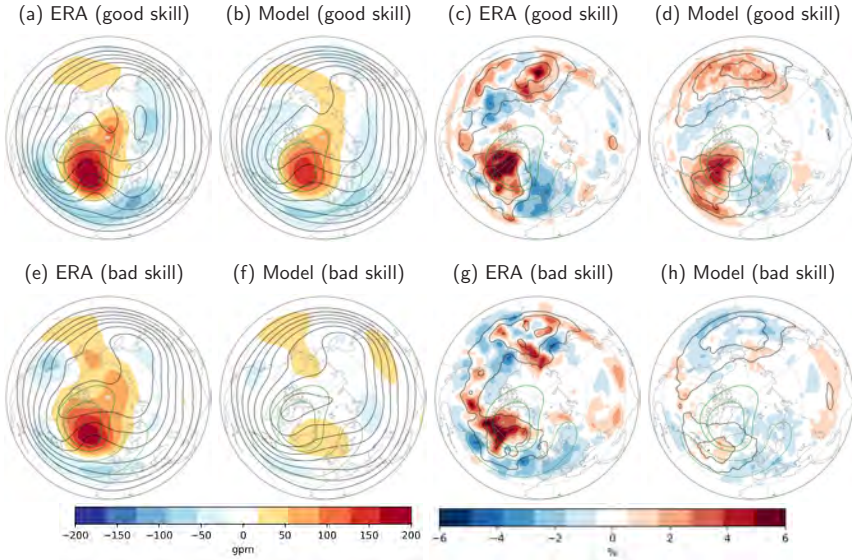 (a) ERA (good skill) (b) Model (good skill) (c) ERA (good skill) (d) Model (good skill)
(e) ERA (bad skill) (f) Model (bad skill) (g) ERA (bad skill) (h) Model (bad skill)
−200 −150 −100 −50 0 50 100 150 200 −6 −4 −2 0 2 4 6
gpm %